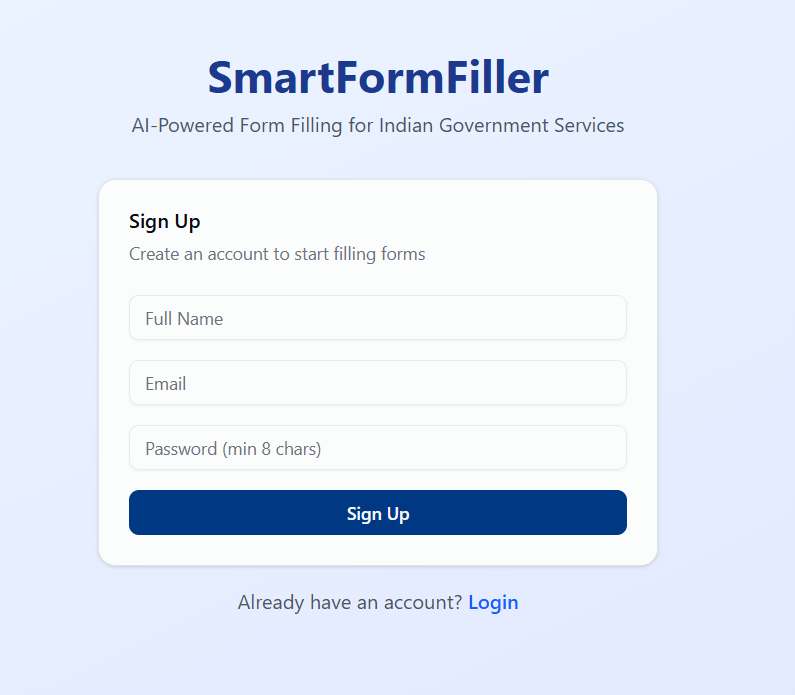 SmartFormFiller
AI-Powered Form Filling for Indian Government Services
Sign Up
Create an account to start filling forms
Full Name
Email
Password (min 8 chars)
Sign Up
Already have an account? Login